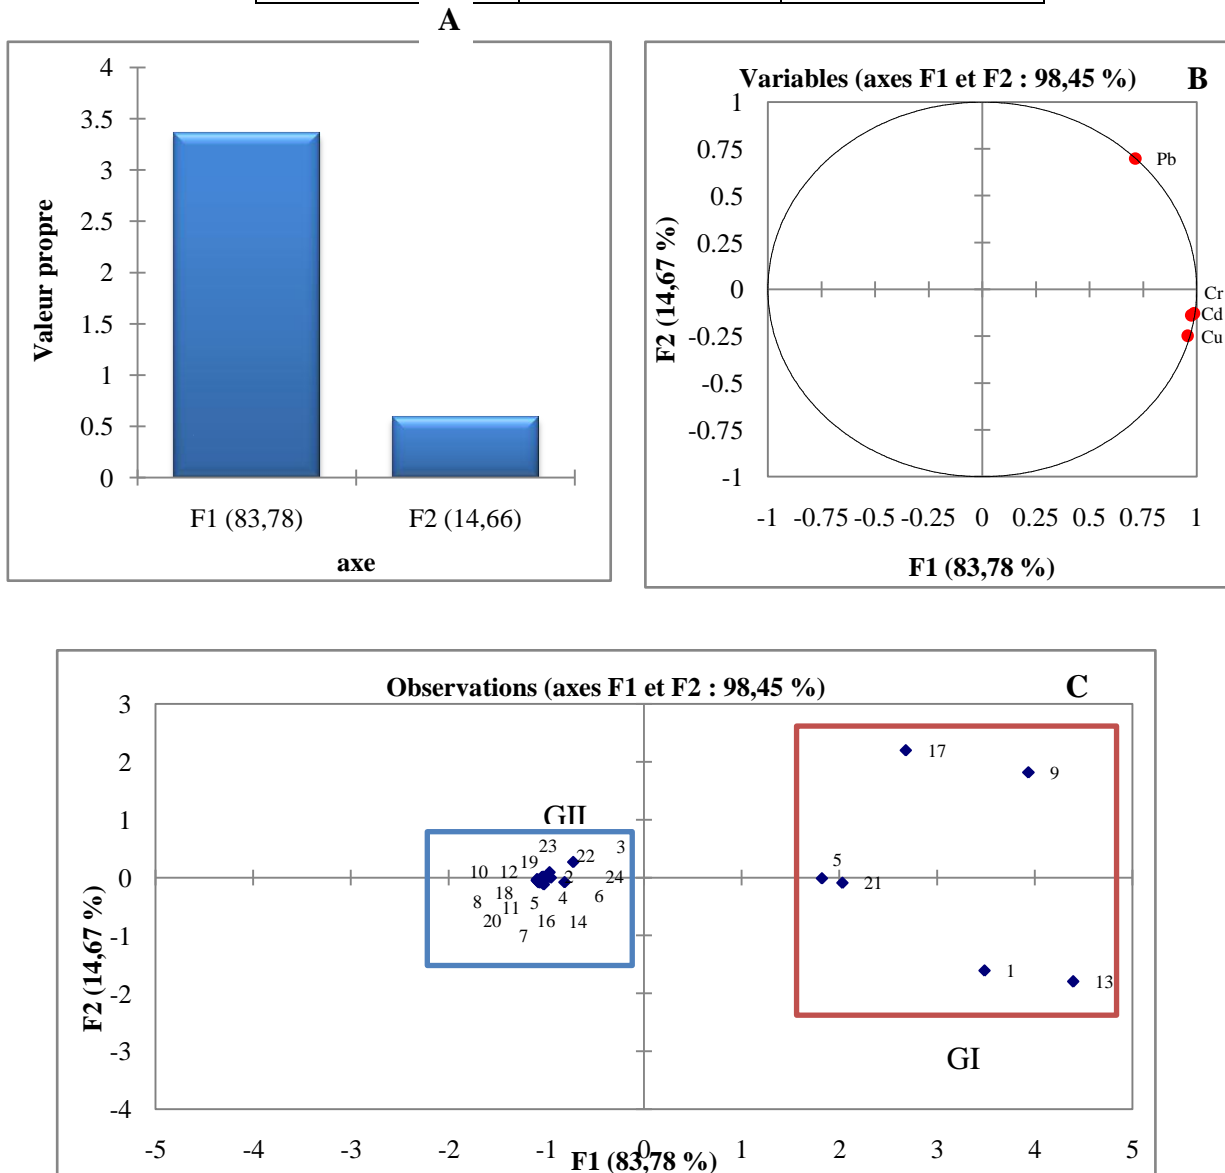 A
4
3.5
3
2.5
2
1.5
1
0.5
0
Valeur propre
F1 (83,78)
F2 (14,66)
axe
Variables (axes F1 et F2 : 98,45 %)
B
1
0.75
0.5
0.25
0
-0.25
-0.5
-0.75
-1
F2 (14,67 %)
Pb
Cr
Cd
Cu
-1 -0.75 -0.5 -0.25 0 0.25 0.5 0.75 1
F1 (83,78 %)
Observations (axes F1 et F2 : 98,45 %)
C
3
2
1
0
-1
-2
-3
-4
F2 (14,67 %)
GII
23 3
19 22
10 12 2 24
18 4 6
8 11 5
20 16 14
7
17
9
5
21
1
13
GI
-5 -4 -3 -2 -1 0 1 2 3 4 5
F1 (83,78 %)